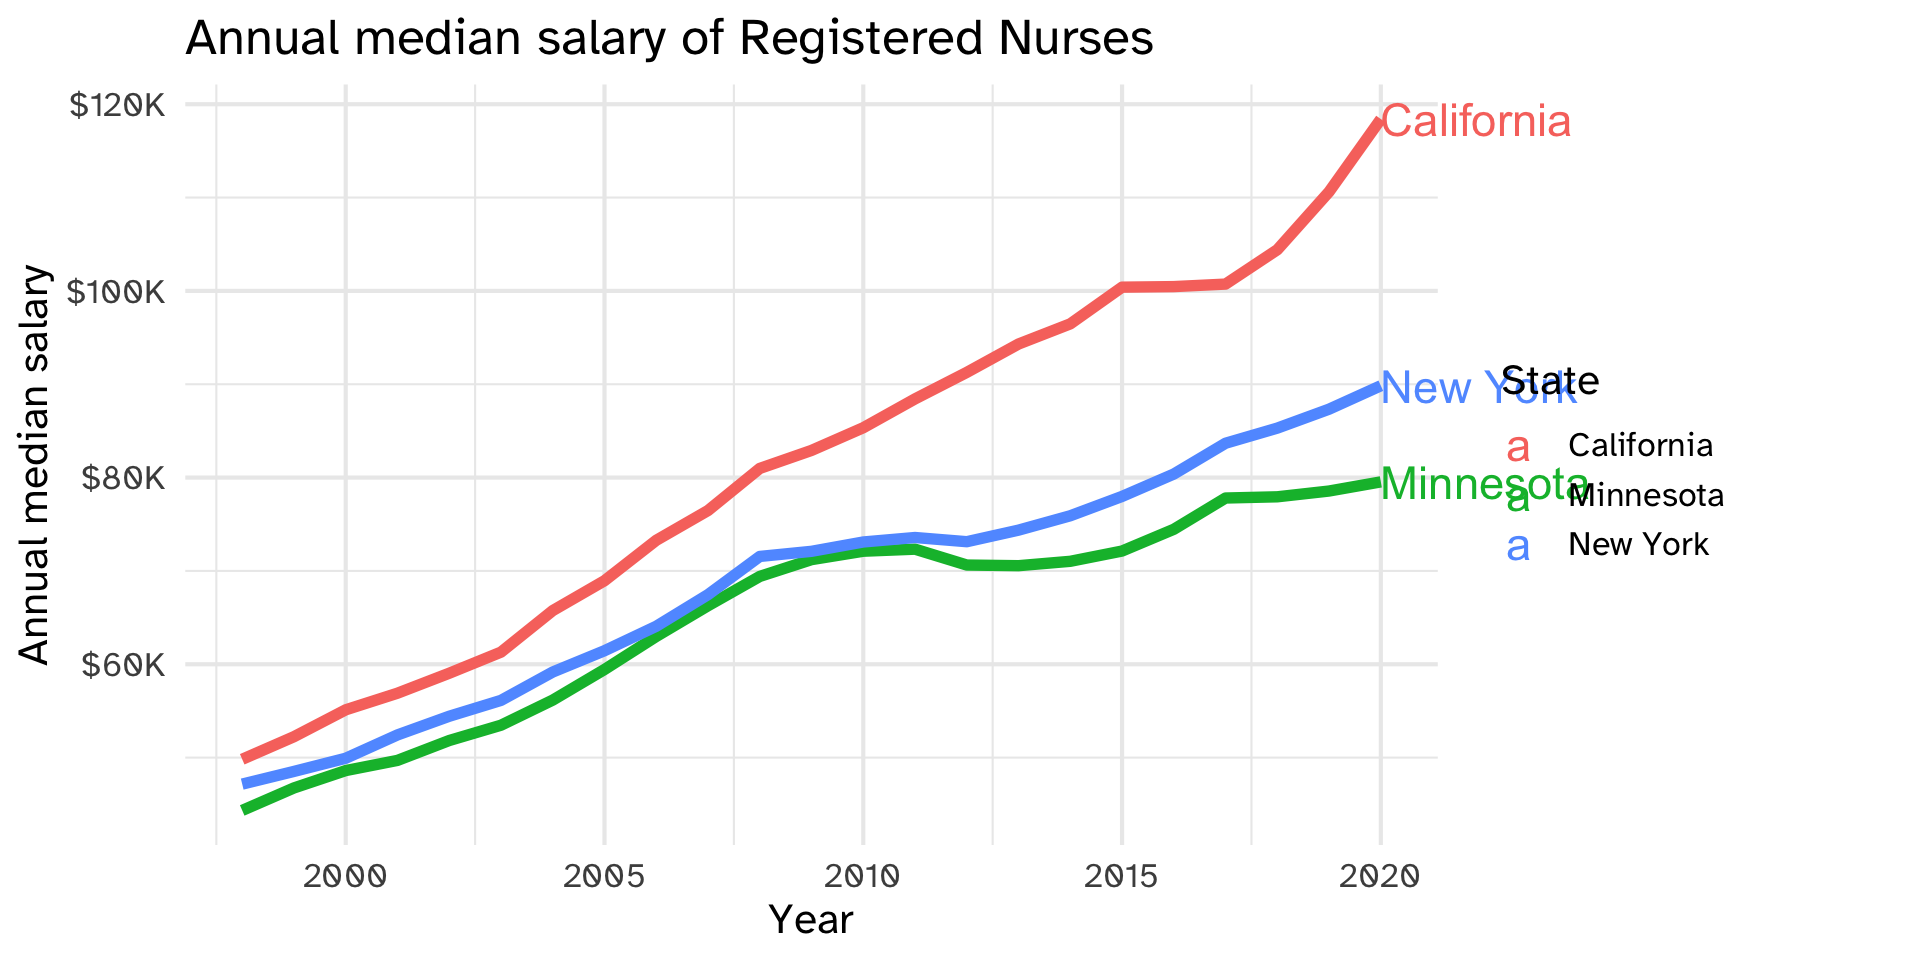 Annual median salary of Registered Nurses
Annual median salary
$120K
$100K
$80K
$60K
2000
2005
2010
2015
2020
Year
California
New York
Minnesota
State
a California
a Minnesota
a New York